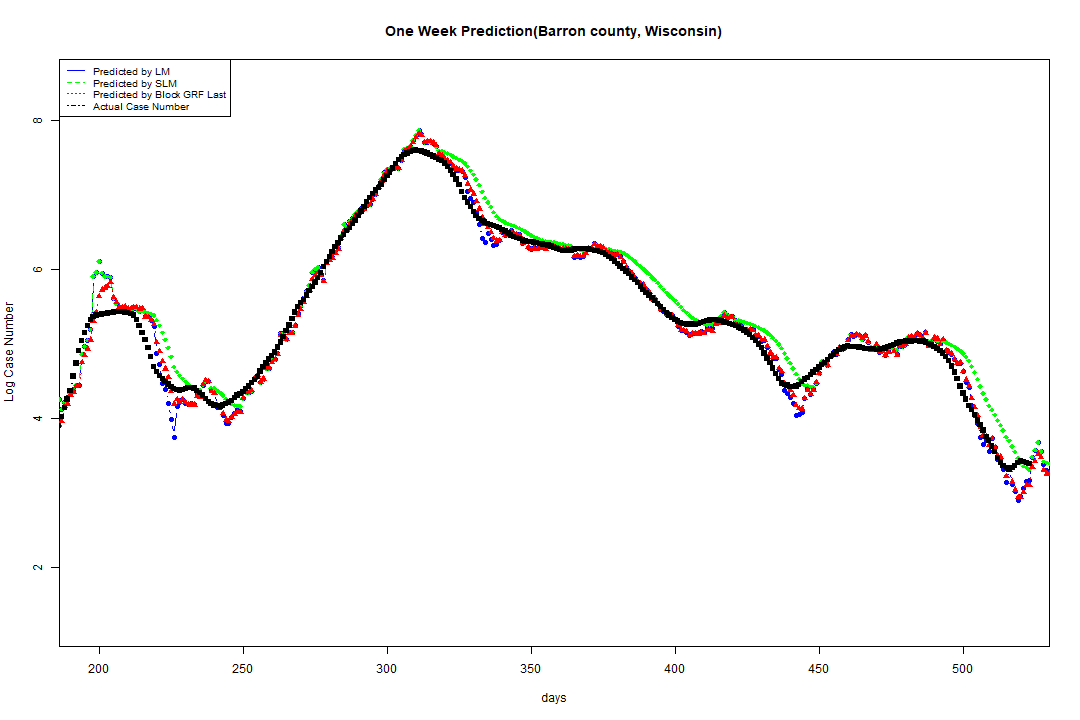 One Week Prediction(Barron county, Wisconsin)
Predicted by LM
Predicted by SLM
Predicted by Block GRF Last
Actual Case Number
8
6
4
2
Log Case Number
200 250 300 350 400 450 500
days